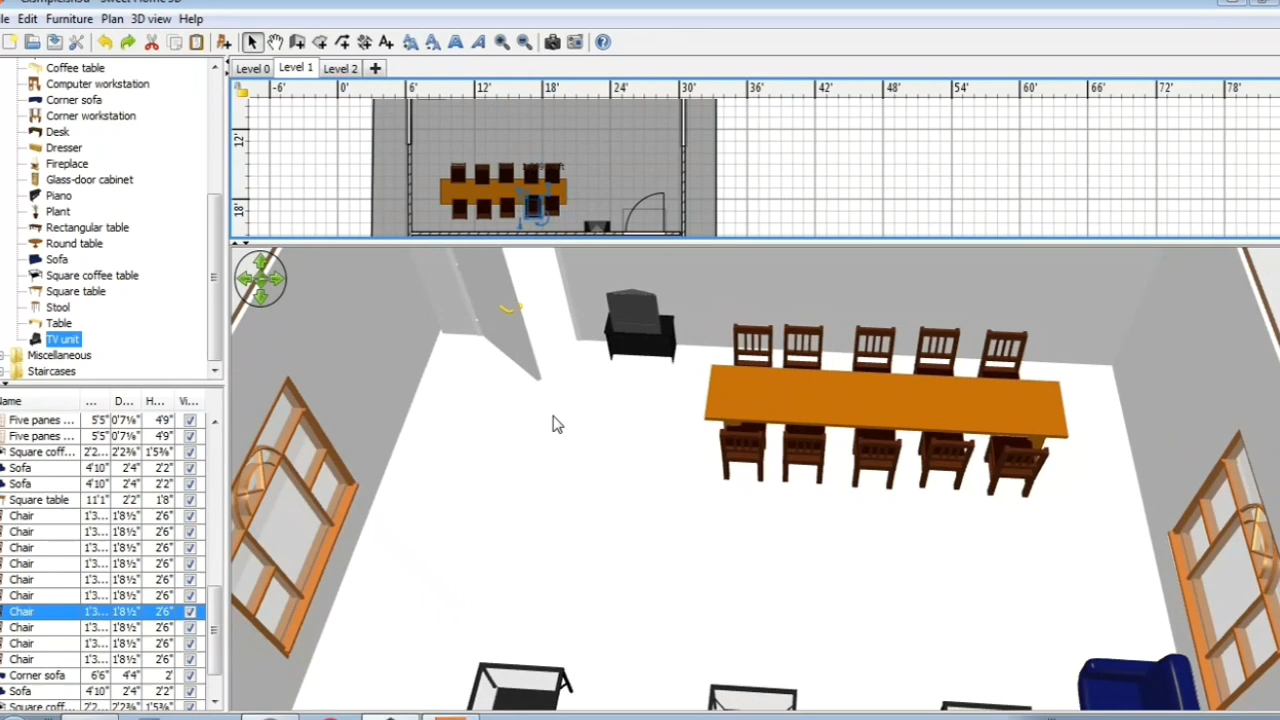 Edit Furniture Plan 3D view Help
Level 0 Level 1 Level 2
-6' 0' 6' 12' 18' 24' 30' 36' 42' 48' 54' 60' 66' 72' 78'
12'
18'
Coffee table
Computer workstation
Corner sofa
Corner workstation
Desk
Dresser
Fireplace
Glass-door cabinet
Piano
Plant
Rectangular table
Round table
Sofa
Square coffee table
Square table
Stool
Table
TV unit
Miscellaneous
Staircases
... D... H... Vi...
Five panes ... 5'5" 0'7⅛" 4'9"
Five panes ... 5'5" 0'7⅛" 4'9"
Square coff... 2'2... 2'2⅜" 1'5⅜"
Sofa 4'10" 2'4" 2'2"
Sofa 4'10" 2'4" 2'2"
Square table 11'1" 2'2" 1'8"
Chair 1'3... 1'8½" 2'6"
Chair 1'3... 1'8½" 2'6"
Chair 1'3... 1'8½" 2'6"
Chair 1'3... 1'8½" 2'6"
Chair 1'3... 1'8½" 2'6"
Chair 1'3... 1'8½" 2'6"
Chair 1'3... 1'8½" 2'6"
Chair 1'3... 1'8½" 2'6"
Chair 1'3... 1'8½" 2'6"
Chair 1'3... 1'8½" 2'6"
Corner sofa 6'6" 4'4" 2'
Sofa 4'10" 2'4" 2'2"
Square coff... 2'2... 2'2⅜" 1'5⅜"